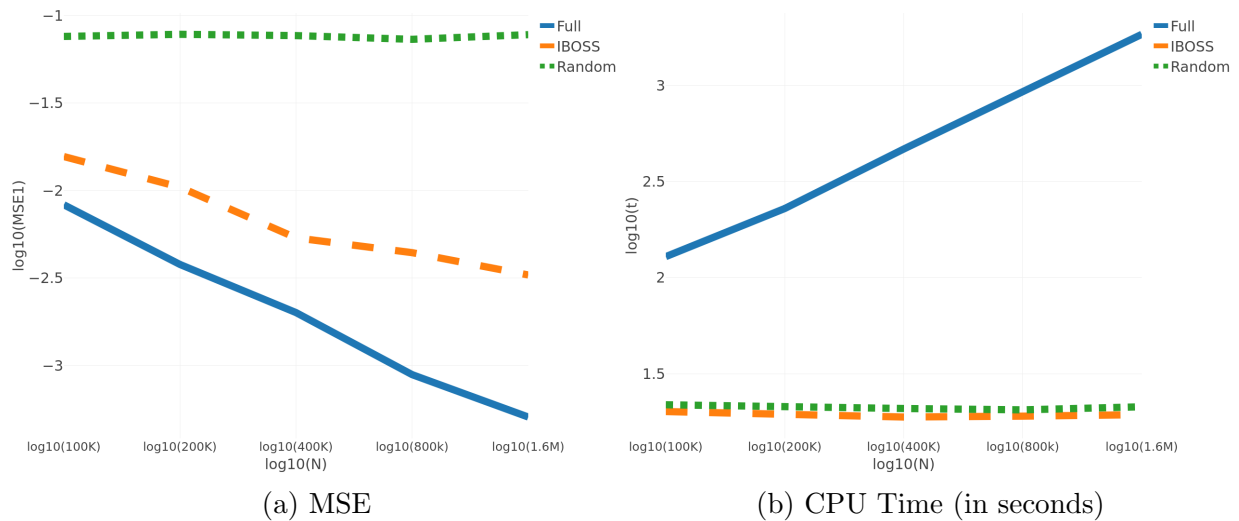 −1
−1.5
−2
−2.5
−3
log10(MSE1)
log10(100K) log10(200K) log10(400K) log10(800k) log10(1.6M)
log10(N)
Full
IBOSS
Random
(a) MSE
3
2.5
2
1.5
log10(t)
log10(100K) log10(200K) log10(400K) log10(800k) log10(1.6M)
log10(N)
Full
IBOSS
Random
(b) CPU Time (in seconds)